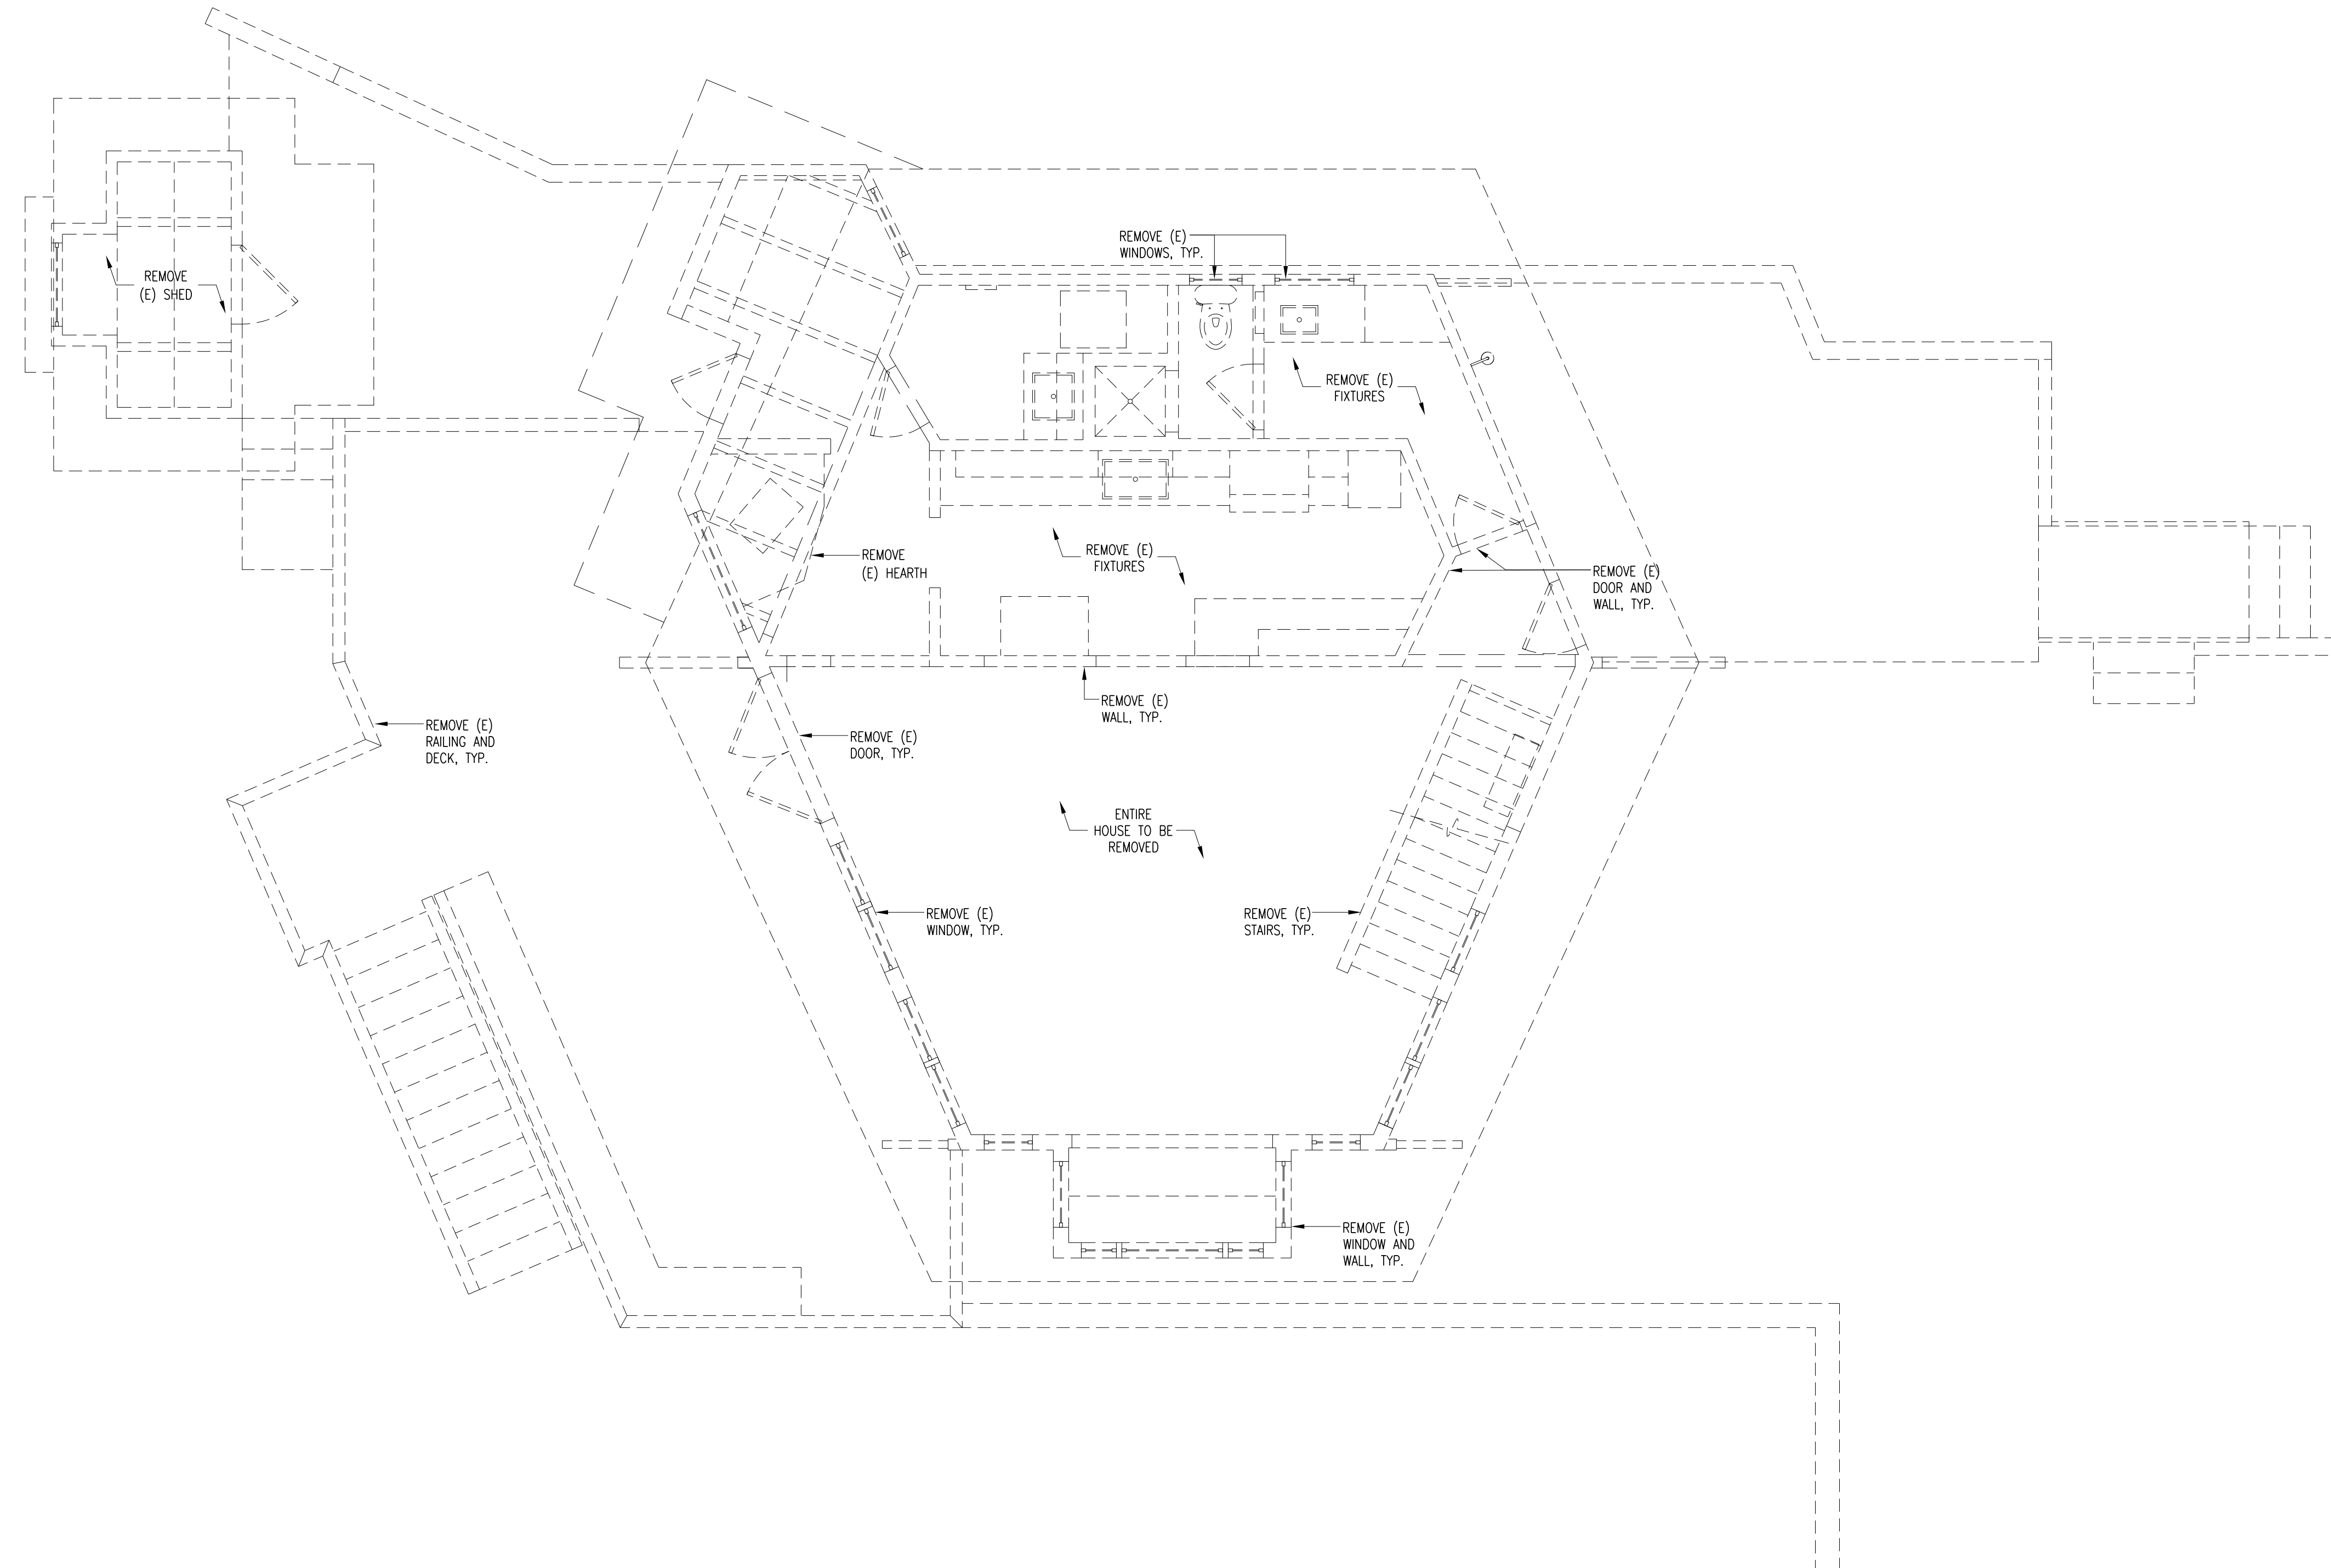 REMOVE (E)
WINDOWS, TYP.
REMOVE
(E) SHED
REMOVE (E)
FIXTURES
REMOVE
(E) HEARTH
REMOVE (E)
FIXTURES
REMOVE (E)
DOOR AND
WALL, TYP.
REMOVE (E)
WALL, TYP.
REMOVE (E)
RAILING AND
DECK, TYP.
REMOVE (E)
DOOR, TYP.
ENTIRE
HOUSE TO BE
REMOVED
REMOVE (E)
WINDOW, TYP.
REMOVE (E)
STAIRS, TYP.
REMOVE (E)
WINDOW AND
WALL, TYP.